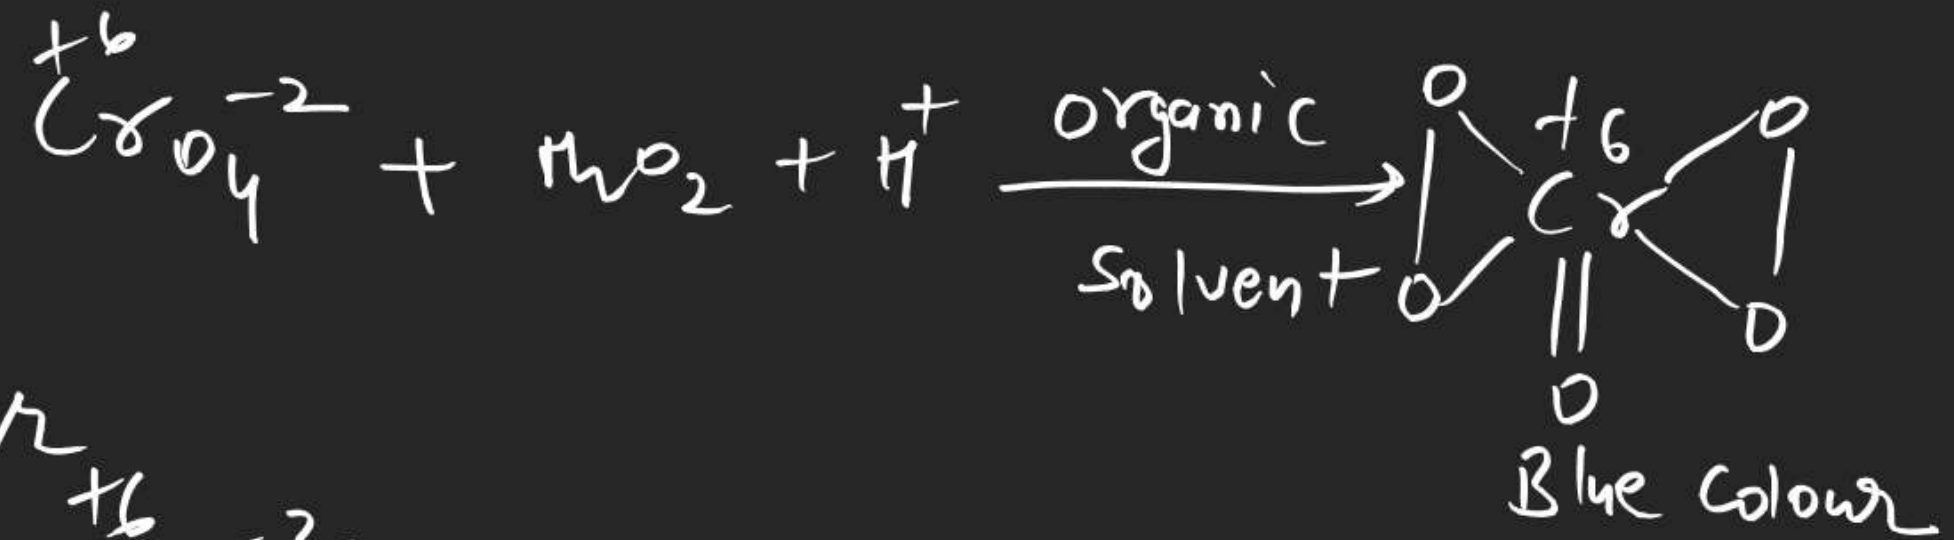 +6
CrO₄⁻² + H₂O₂ + H⁺ organic solvent →
O +6 O
Cr
O O
O
Blue Colour
+6